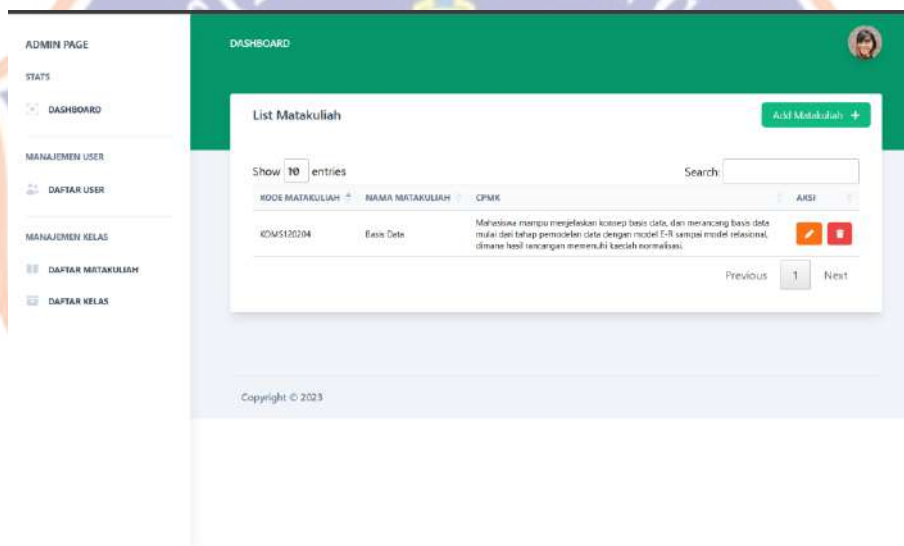 ADMIN PAGE
STATS
DASHBOARD
MANAJEMEN USER
DAFTAR USER
MANAJEMEN KELAS
DAFTAR MATAKULIAH
DAFTAR KELAS
DASHBOARD
List Matakuliah
Add Matakuliah +
Show 10 entries
Search:
KODE MATAKULIAH NAMA MATAKULIAH CPMK AKSI
KOMS120204 Basis Data Mahasiswa mampu menjelaskan konsep basis data, dan merancang basis data
mulai dari tahap pemodelan data dengan model E-R sampai model relasional,
dimana hasil rancangan memenuhi kaedah normalisasi.
Previous 1 Next
Copyright © 2023